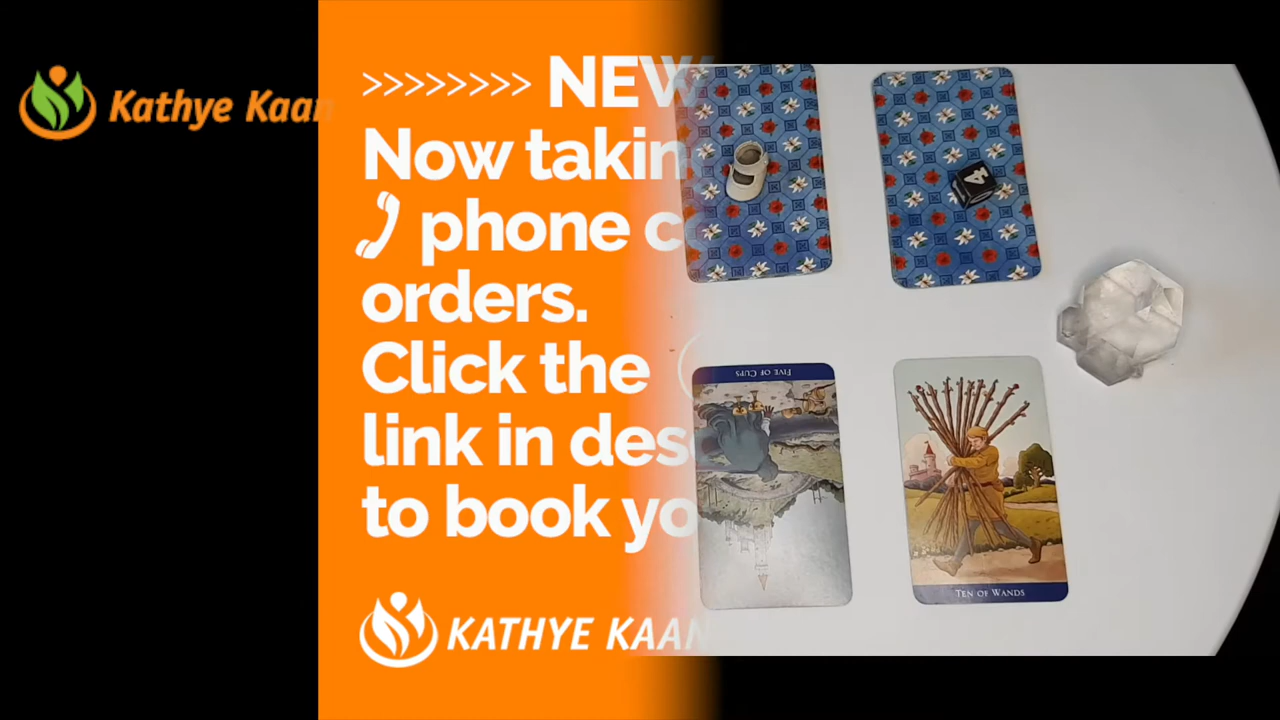 Kathye Kaan
>>>>>>>> NEW
Now takin
phone c
orders.
Click the
link in des
to book yo
KATHYE KAAN
4
FIVE OF CUPS
TEN OF WANDS